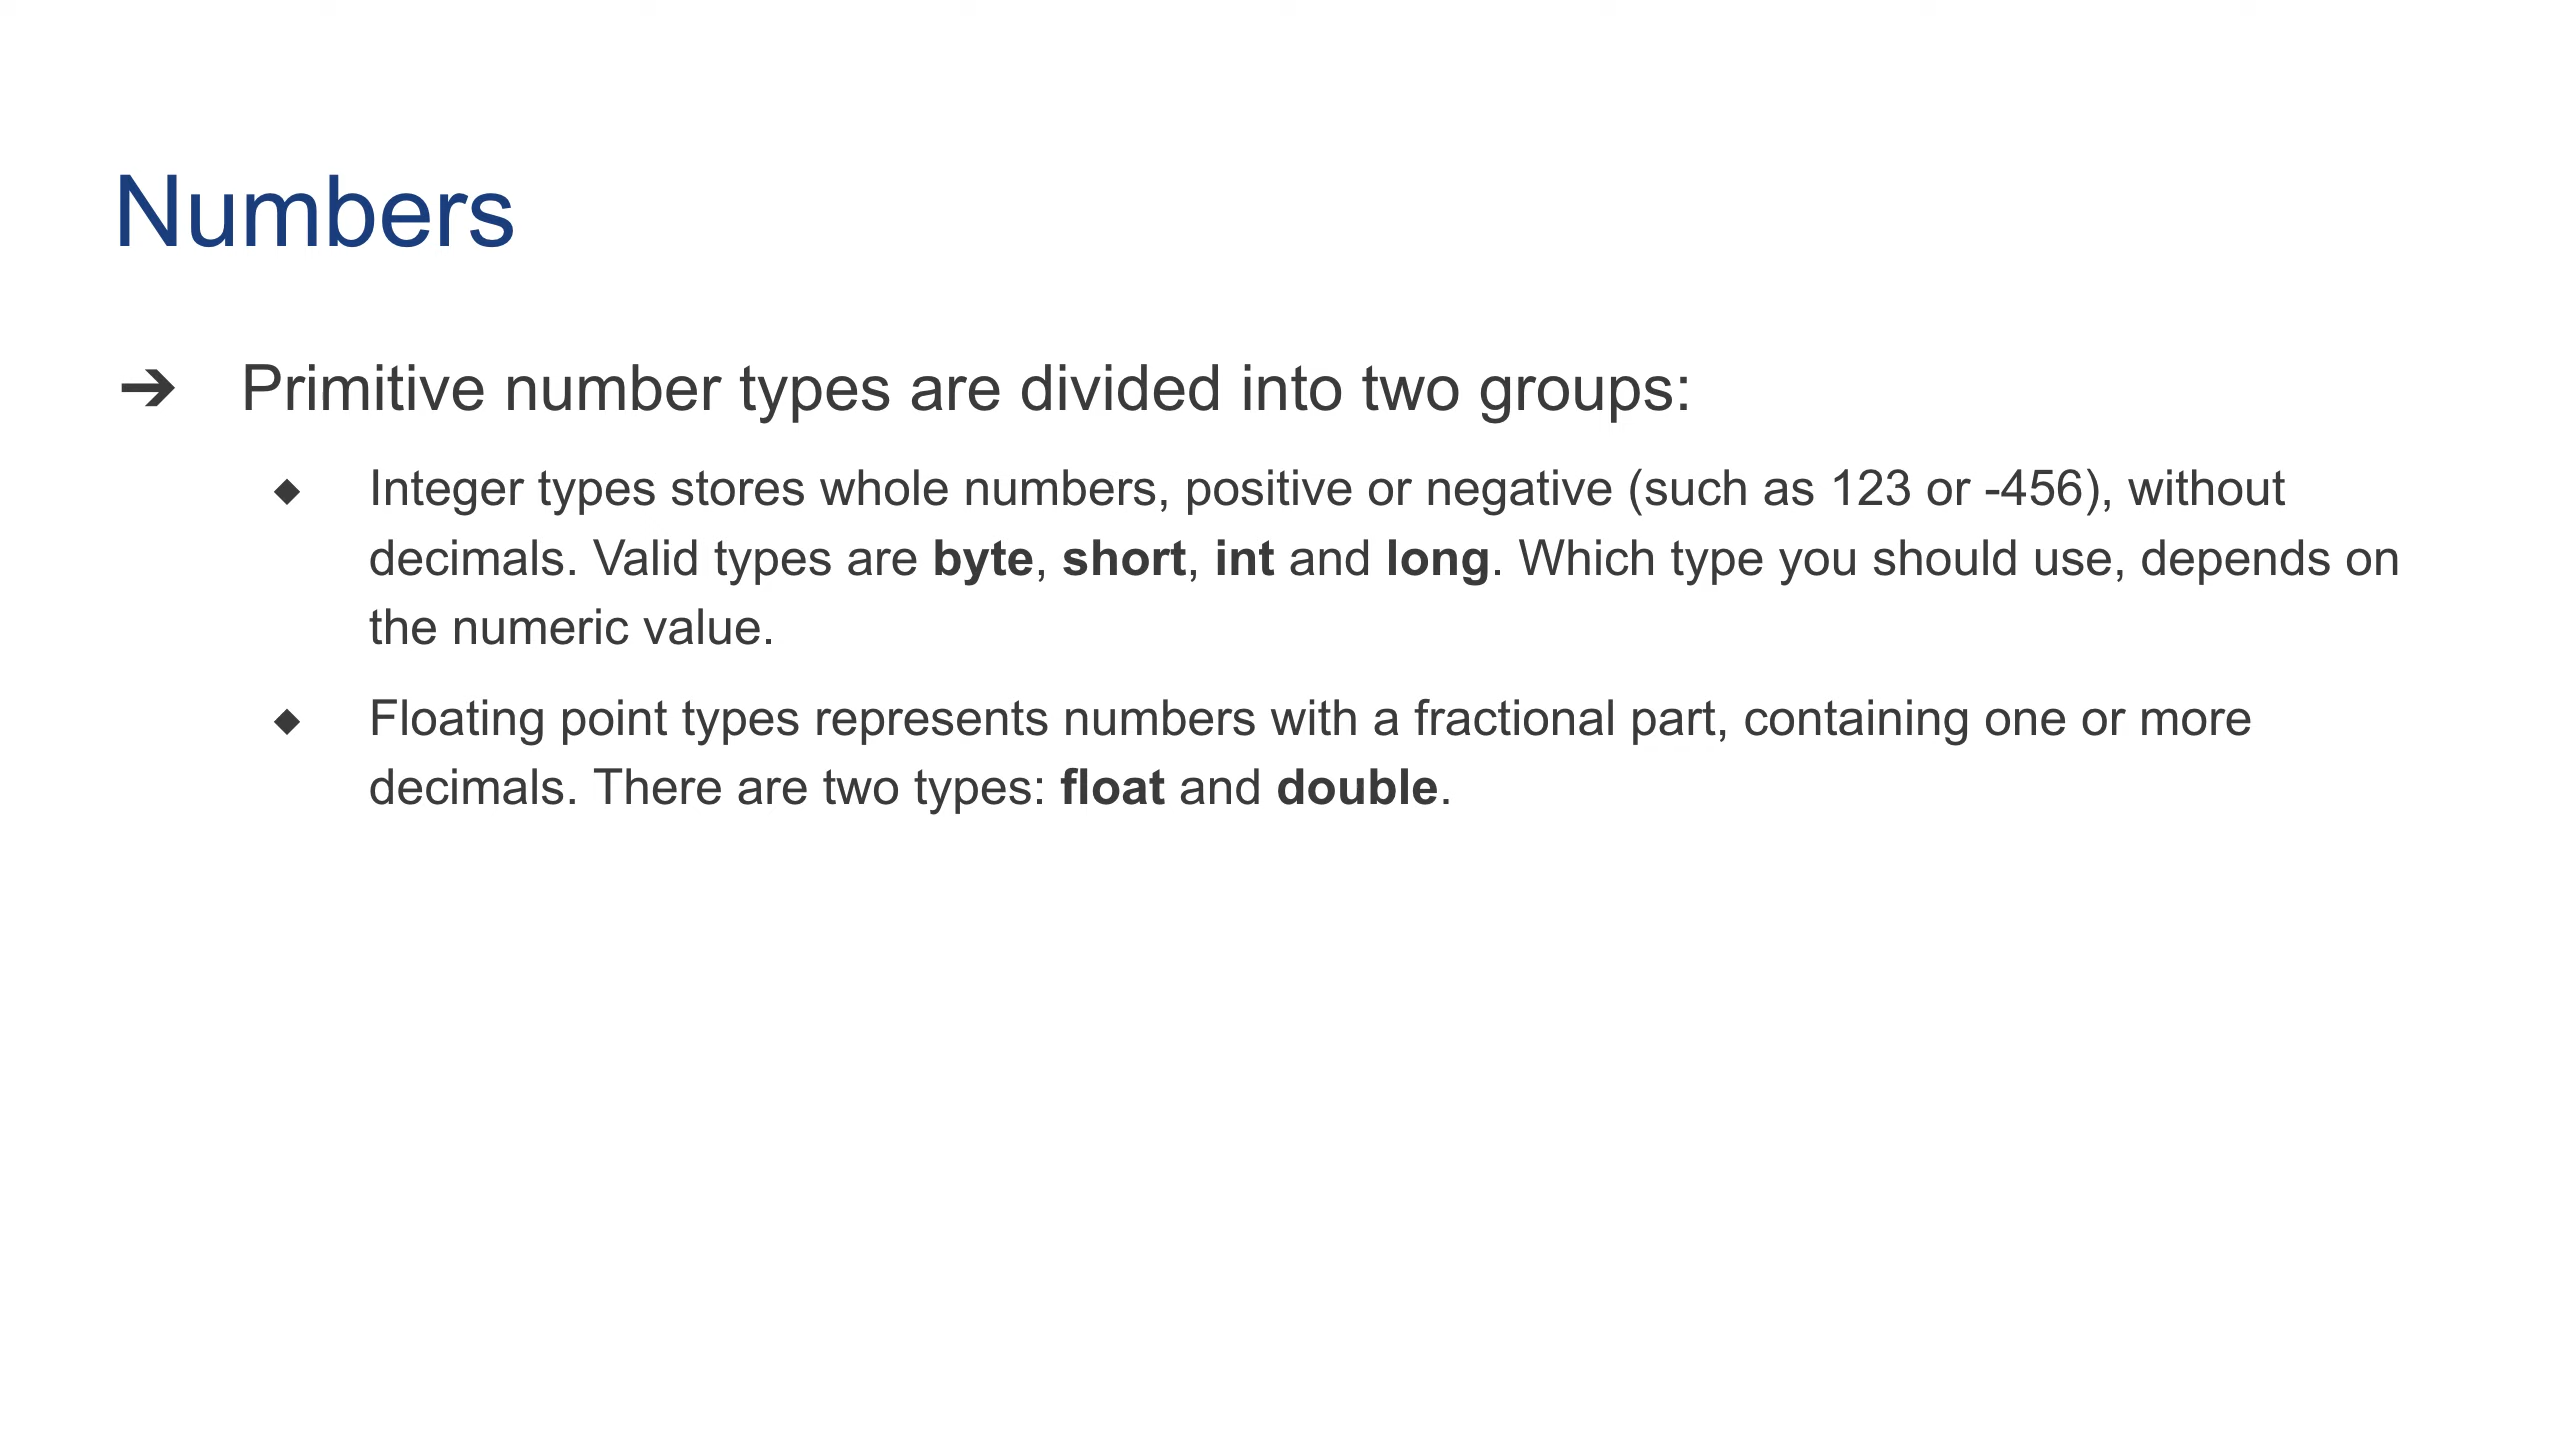 Numbers
➔ Primitive number types are divided into two groups:
◆ Integer types stores whole numbers, positive or negative (such as 123 or -456), without
decimals. Valid types are byte, short, int and long. Which type you should use, depends on
the numeric value.
◆ Floating point types represents numbers with a fractional part, containing one or more
decimals. There are two types: float and double.